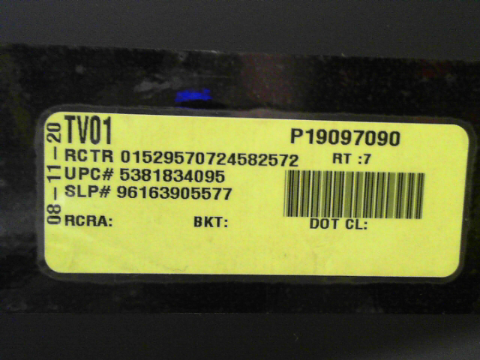 08-11-20
TV01 P19097090
RCTR 01529570724582572 RT :7
UPC# 5381834095
SLP# 96163905577
RCRA: BKT: DOT CL: